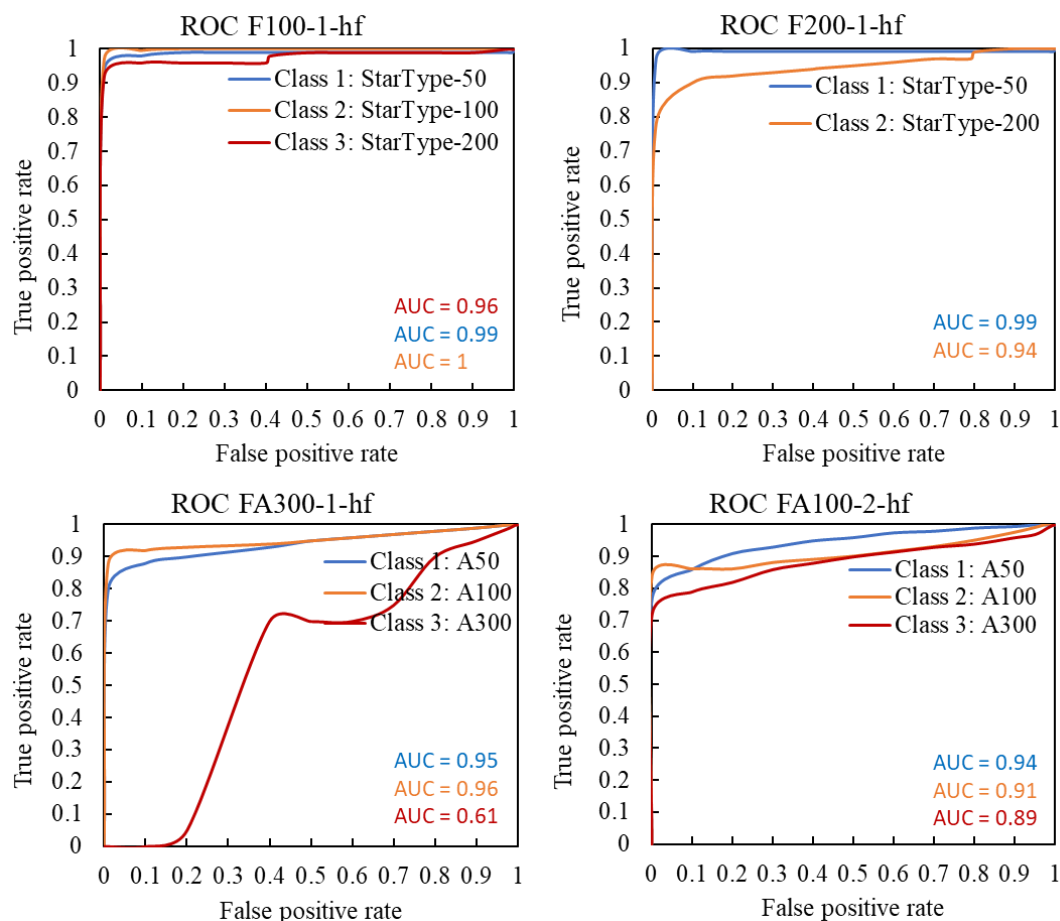 ROC F100-1-hf
1
0.9
0.8
0.7
0.6
0.5
0.4
0.3
0.2
0.1
0
True positive rate
Class 1: StarType-50
Class 2: StarType-100
Class 3: StarType-200
AUC = 0.96
AUC = 0.99
AUC = 1
0 0.1 0.2 0.3 0.4 0.5 0.6 0.7 0.8 0.9 1
False positive rate
ROC F200-1-hf
1
0.9
0.8
0.7
0.6
0.5
0.4
0.3
0.2
0.1
0
True positive rate
Class 1: StarType-50
Class 2: StarType-200
AUC = 0.99
AUC = 0.94
0 0.1 0.2 0.3 0.4 0.5 0.6 0.7 0.8 0.9 1
False positive rate
ROC FA300-1-hf
1
0.9
0.8
0.7
0.6
0.5
0.4
0.3
0.2
0.1
0
True positive rate
Class 1: A50
Class 2: A100
Class 3: A300
AUC = 0.95
AUC = 0.96
AUC = 0.61
0 0.1 0.2 0.3 0.4 0.5 0.6 0.7 0.8 0.9 1
False positive rate
ROC FA100-2-hf
1
0.9
0.8
0.7
0.6
0.5
0.4
0.3
0.2
0.1
0
True positive rate
Class 1: A50
Class 2: A100
Class 3: A300
AUC = 0.94
AUC = 0.91
AUC = 0.89
0 0.1 0.2 0.3 0.4 0.5 0.6 0.7 0.8 0.9 1
False positive rate